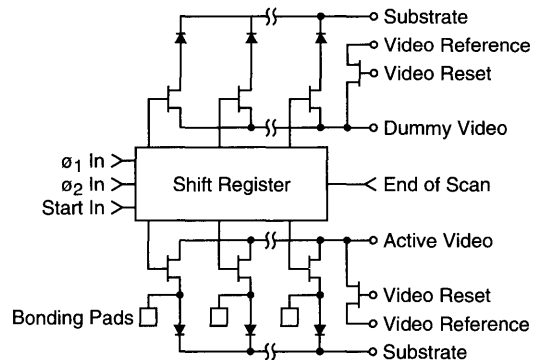 Substrate
Video Reference
Video Reset
Dummy Video
ø1 In
ø2 In
Start In
Shift Register
End of Scan
Active Video
Video Reset
Bonding Pads
Video Reference
Substrate